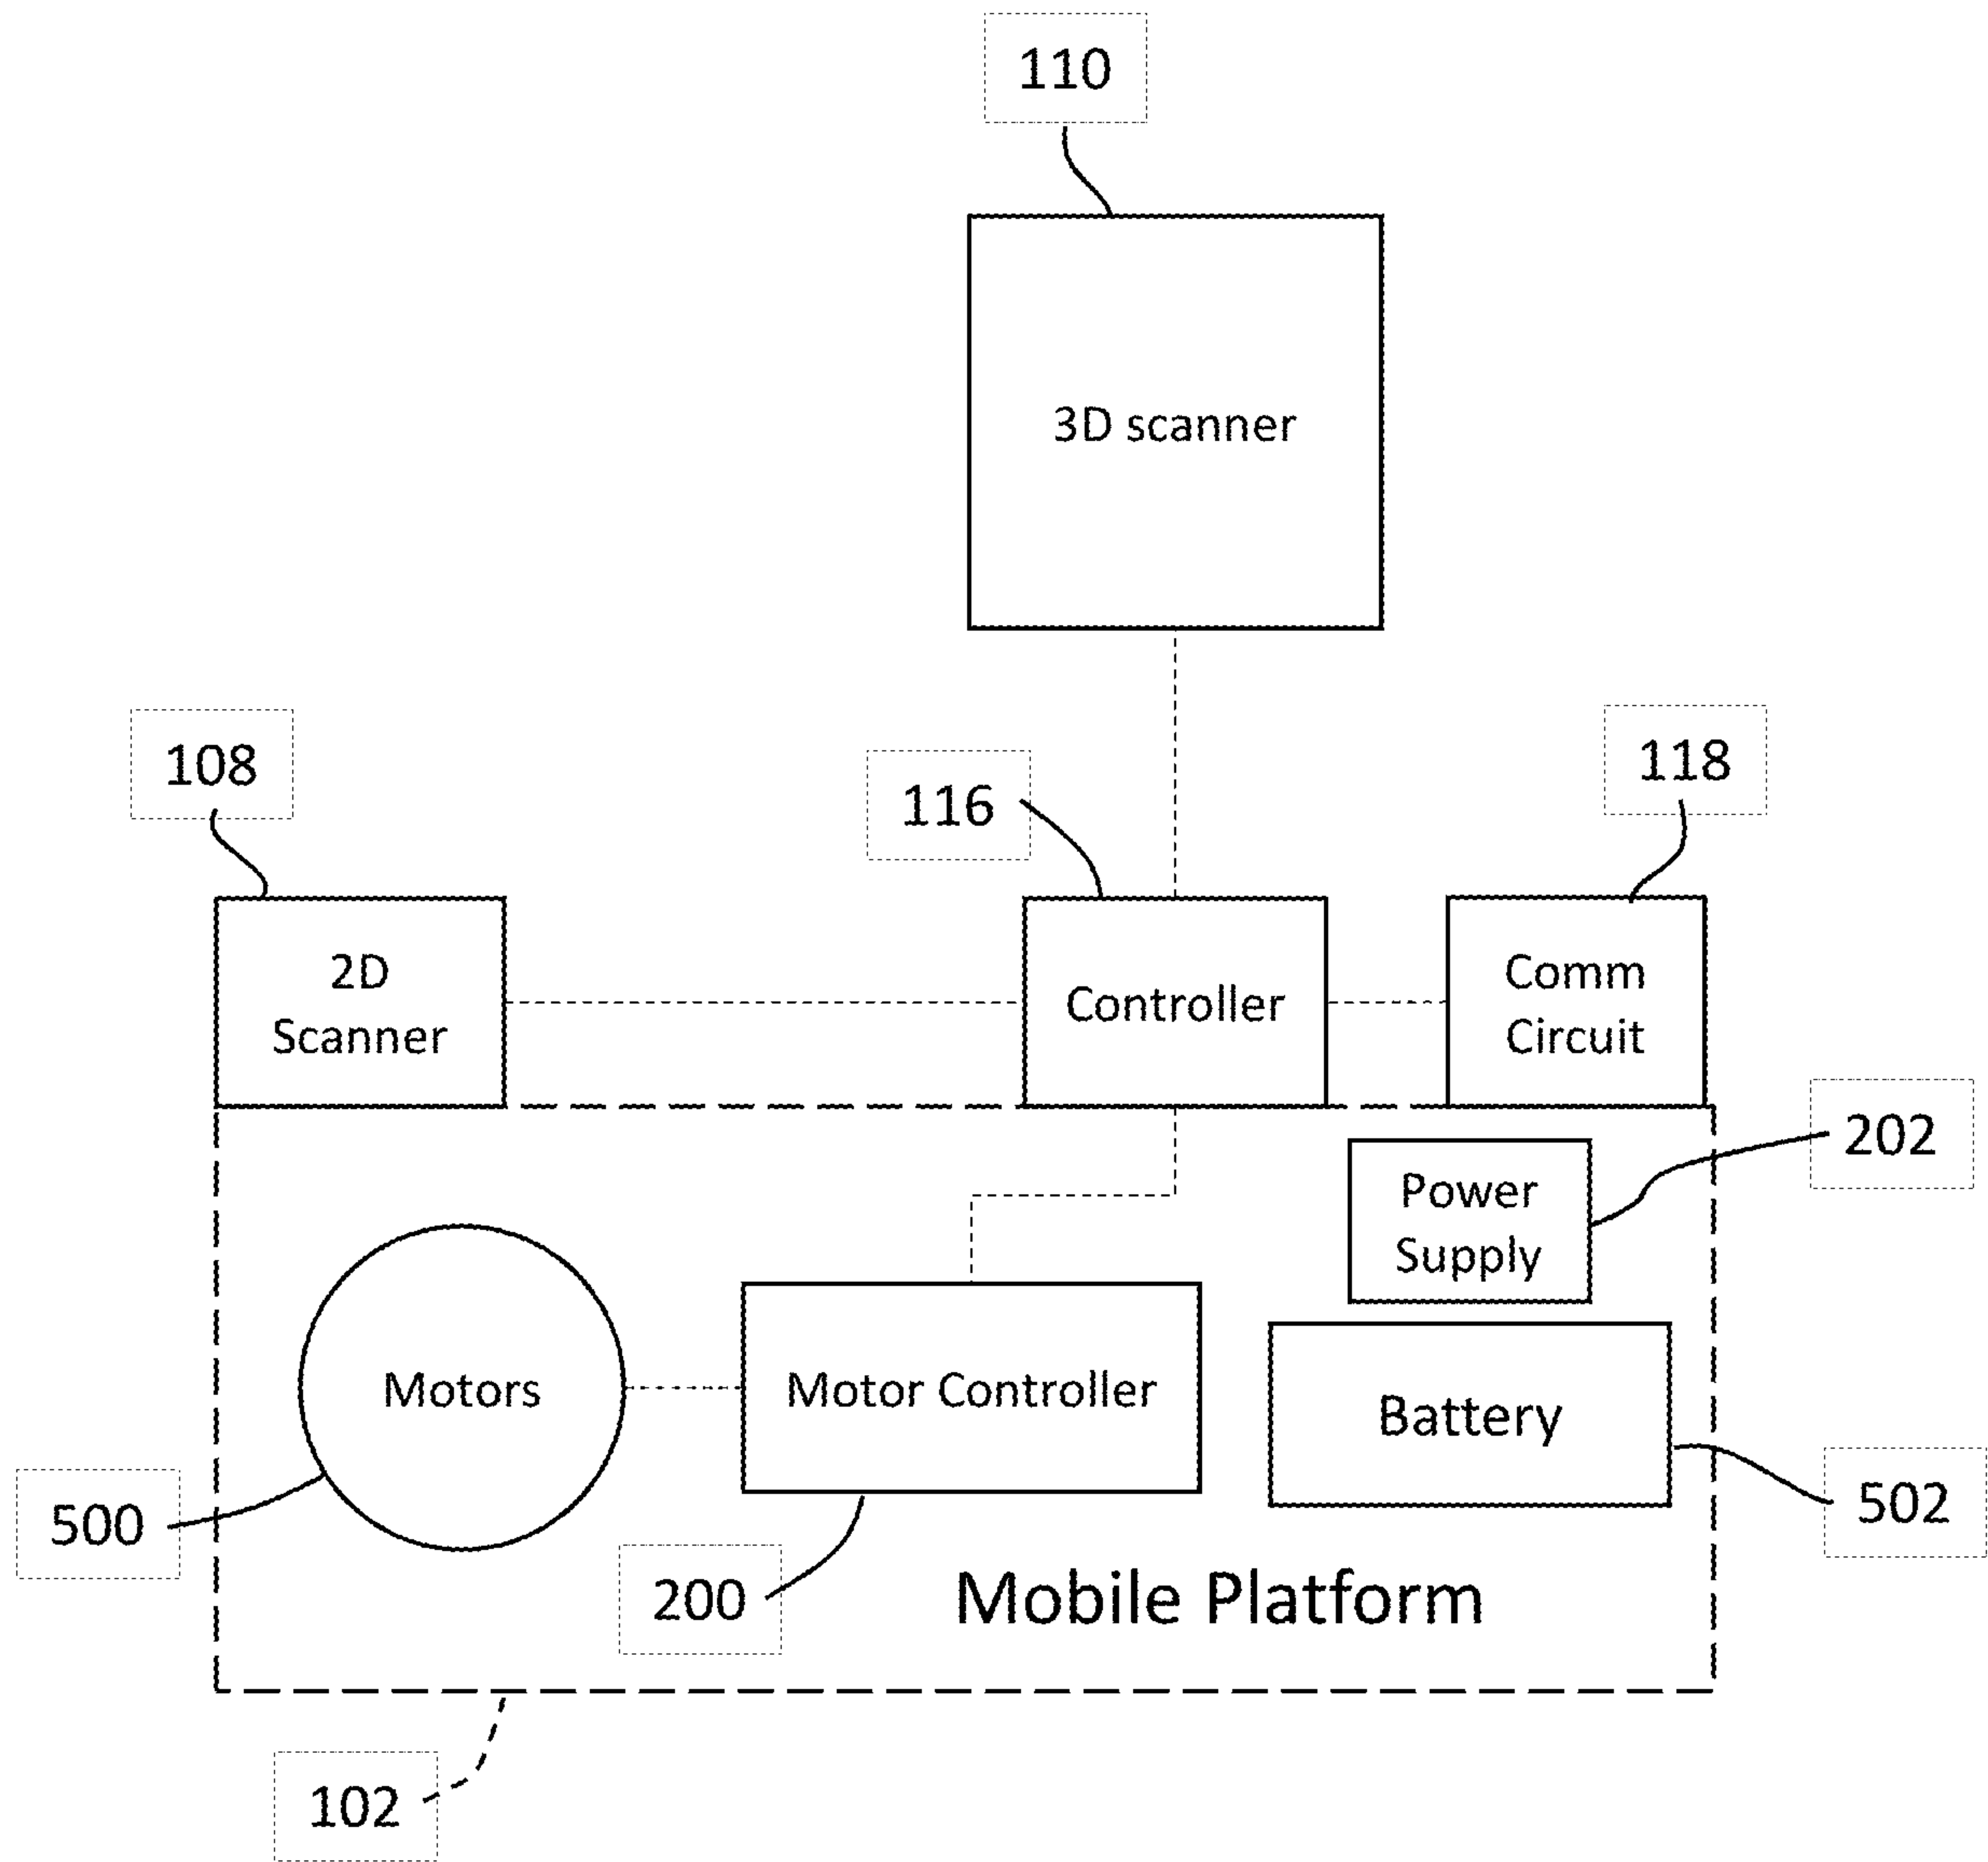 110
3D scanner
108
116
118
2D
Scanner
Controller
Comm
Circuit
202
Power
Supply
Motors
Motor Controller
Battery
500
200
502
Mobile Platform
102